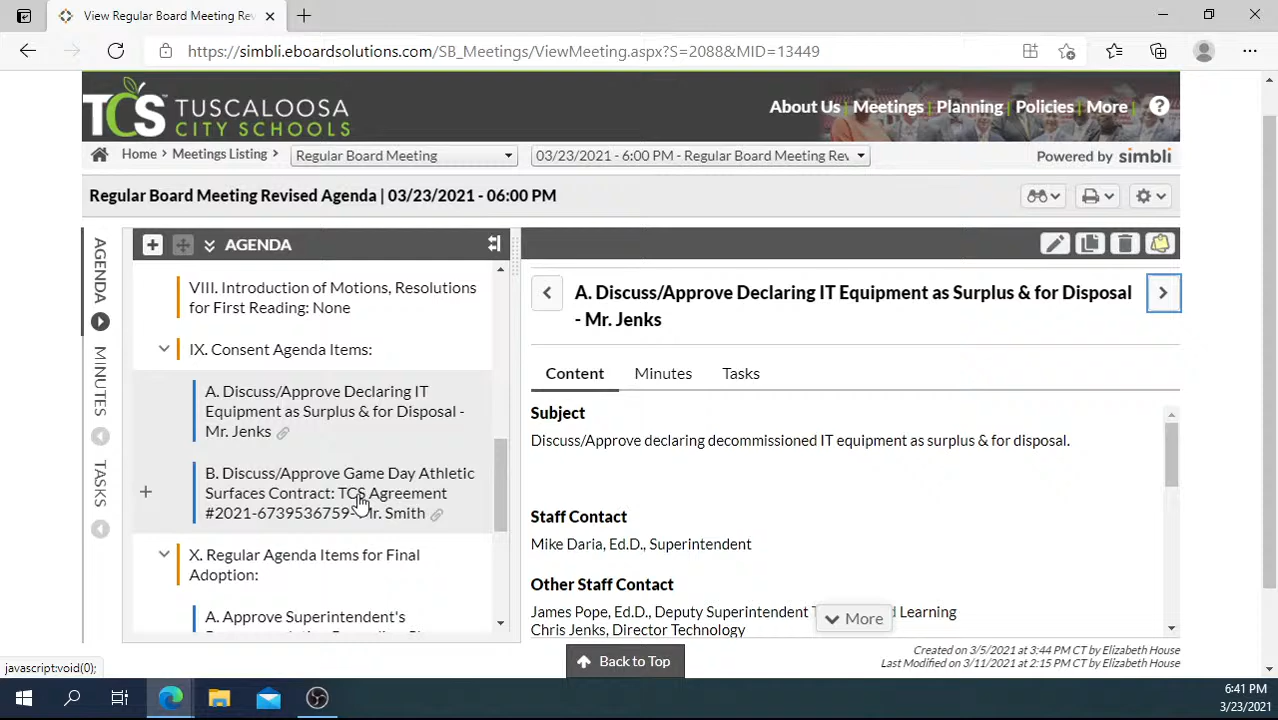 View Regular Board Meeting Rev
https://simbli.eboardsolutions.com/SB_Meetings/ViewMeeting.aspx?S=2088&MID=13449
TCS TUSCALOOSA
CITY SCHOOLS
About Us Meetings Planning Policies More
Home Meetings Listing Regular Board Meeting 03/23/2021 - 6:00 PM - Regular Board Meeting Rev Powered by simbli
Regular Board Meeting Revised Agenda | 03/23/2021 - 06:00 PM
AGENDA
MINUTES
TASKS
AGENDA
VIII. Introduction of Motions, Resolutions
for First Reading: None
IX. Consent Agenda Items:
A. Discuss/Approve Declaring IT
Equipment as Surplus & for Disposal -
Mr. Jenks
B. Discuss/Approve Game Day Athletic
Surfaces Contract: TCS Agreement
#2021-6739536759- Mr. Smith
X. Regular Agenda Items for Final
Adoption:
A. Approve Superintendent's
A. Discuss/Approve Declaring IT Equipment as Surplus & for Disposal
- Mr. Jenks
Content Minutes Tasks
Subject
Discuss/Approve declaring decommissioned IT equipment as surplus & for disposal.
Staff Contact
Mike Daria, Ed.D., Superintendent
Other Staff Contact
James Pope, Ed.D., Deputy Superintendent Learning
Chris Jenks, Director Technology
More
Created on 3/5/2021 at 3:44 PM CT by Elizabeth House
Last Modified on 3/11/2021 at 2:15 PM CT by Elizabeth House
Back to Top
javascript:void(0);
6:41 PM
3/23/2021